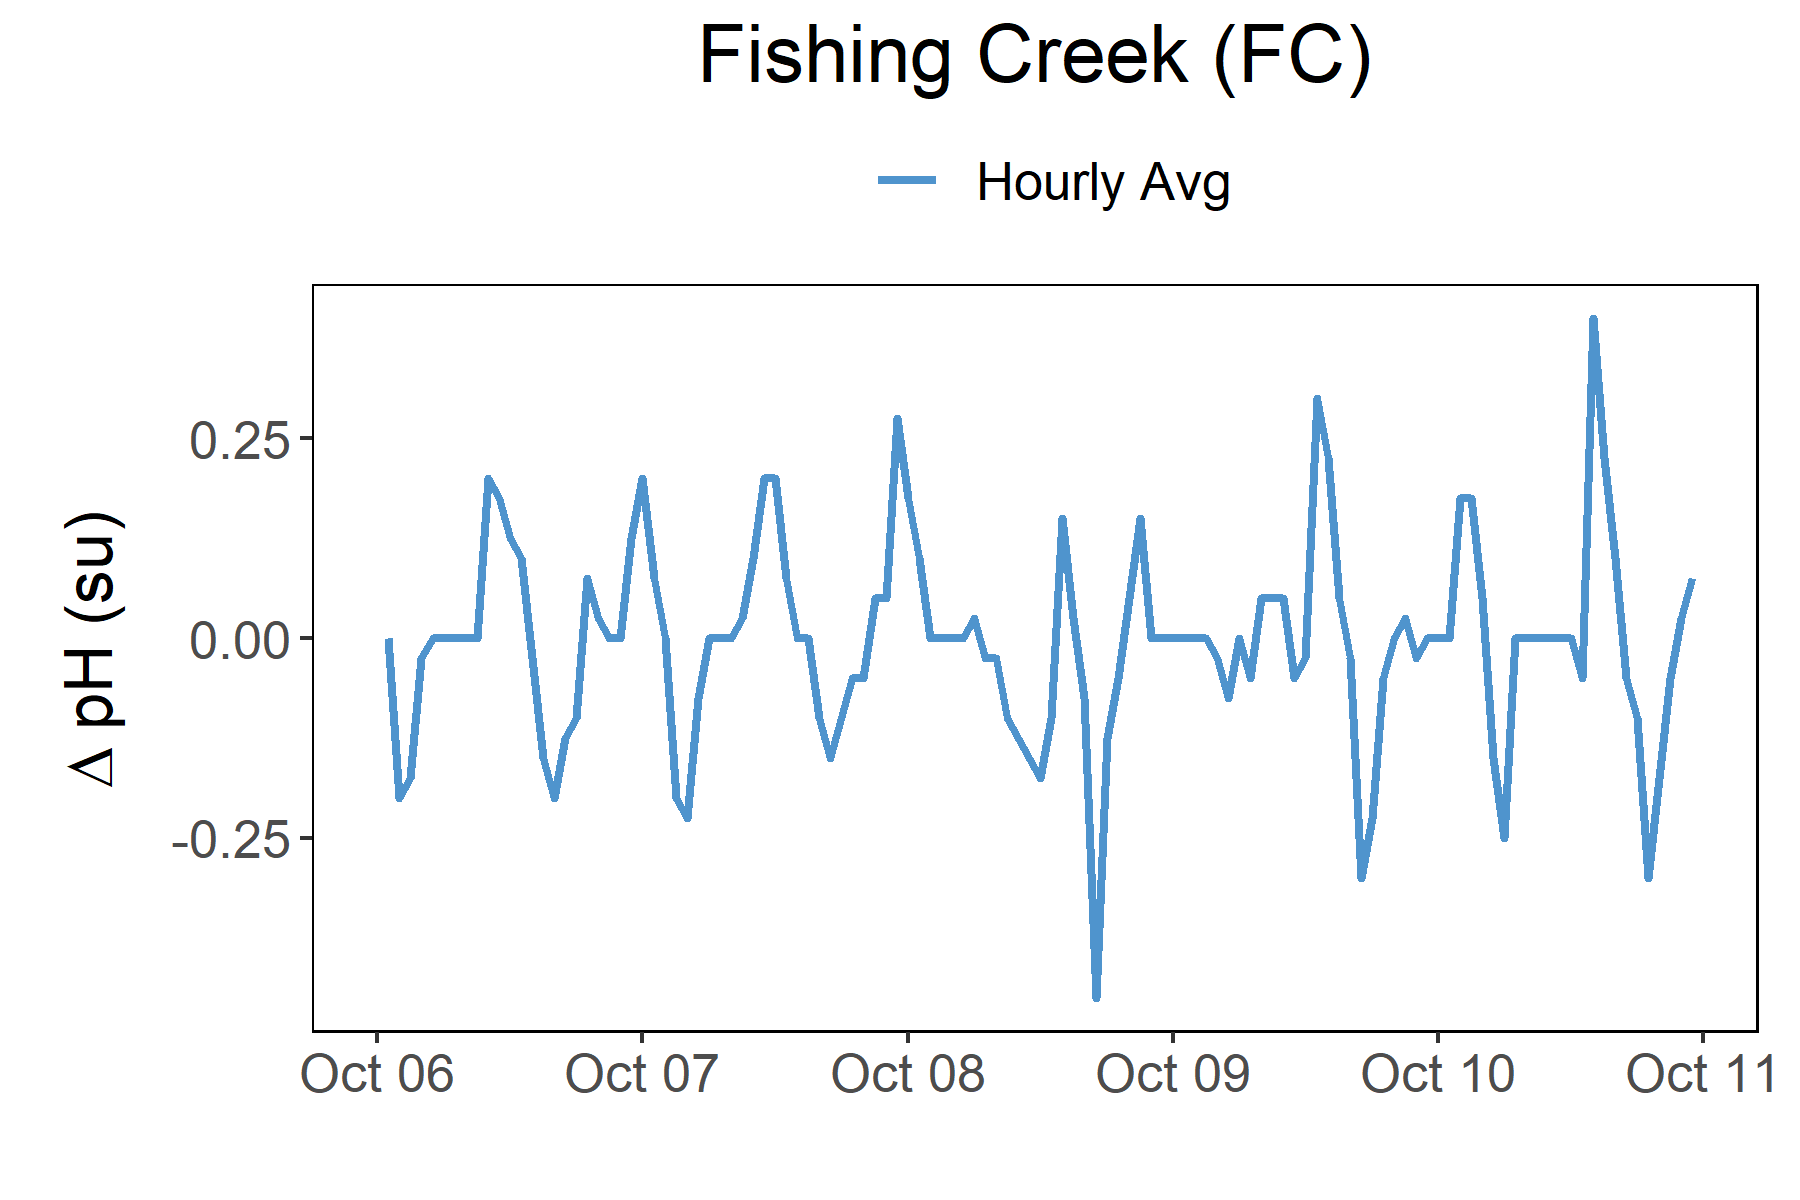 Fishing Creek (FC)
Hourly Avg
Δ pH (su)
0.25
0.00
-0.25
Oct 06
Oct 07
Oct 08
Oct 09
Oct 10
Oct 11